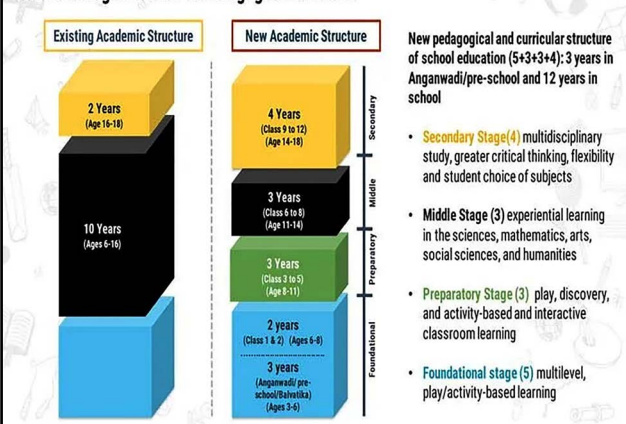 Existing Academic Structure
New Academic Structure
2 Years
(Age 16-18)
10 Years
(Ages 6-16)
4 Years
(Class 9 to 12)
(Age 14-18)
3 Years
(Class 6 to 8)
(Age 11-14)
3 Years
(Class 3 to 5)
(Age 8-11)
2 years
(Class 1 & 2) (Ages 6-8)
3 years
(Anganwadi/ pre-
school/Balvatika)
(Ages 3-6)
Secondary
Middle
Preparatory
Foundational
New pedagogical and curricular structure
of school education (5+3+3+4): 3 years in
Anganwadi/pre-school and 12 years in
school
• Secondary Stage(4) multidisciplinary
study, greater critical thinking, flexibility
and student choice of subjects
• Middle Stage (3) experiential learning
in the sciences, mathematics, arts,
social sciences, and humanities
• Preparatory Stage (3) play, discovery,
and activity-based and interactive
classroom learning
• Foundational stage (5) multilevel,
play/activity-based learning